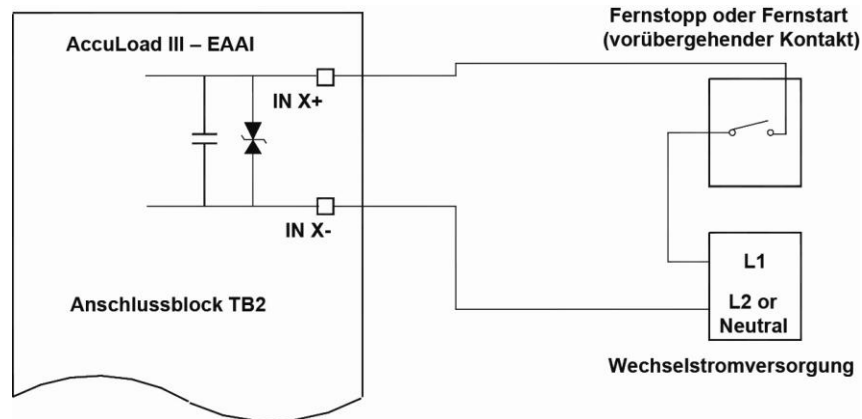 Fernstopp oder Fernstart
(vorübergehender Kontakt)
AccuLoad III – EAAI
IN X+
IN X-
L1
L2 or
Neutral
Anschlussblock TB2
Wechselstromversorgung